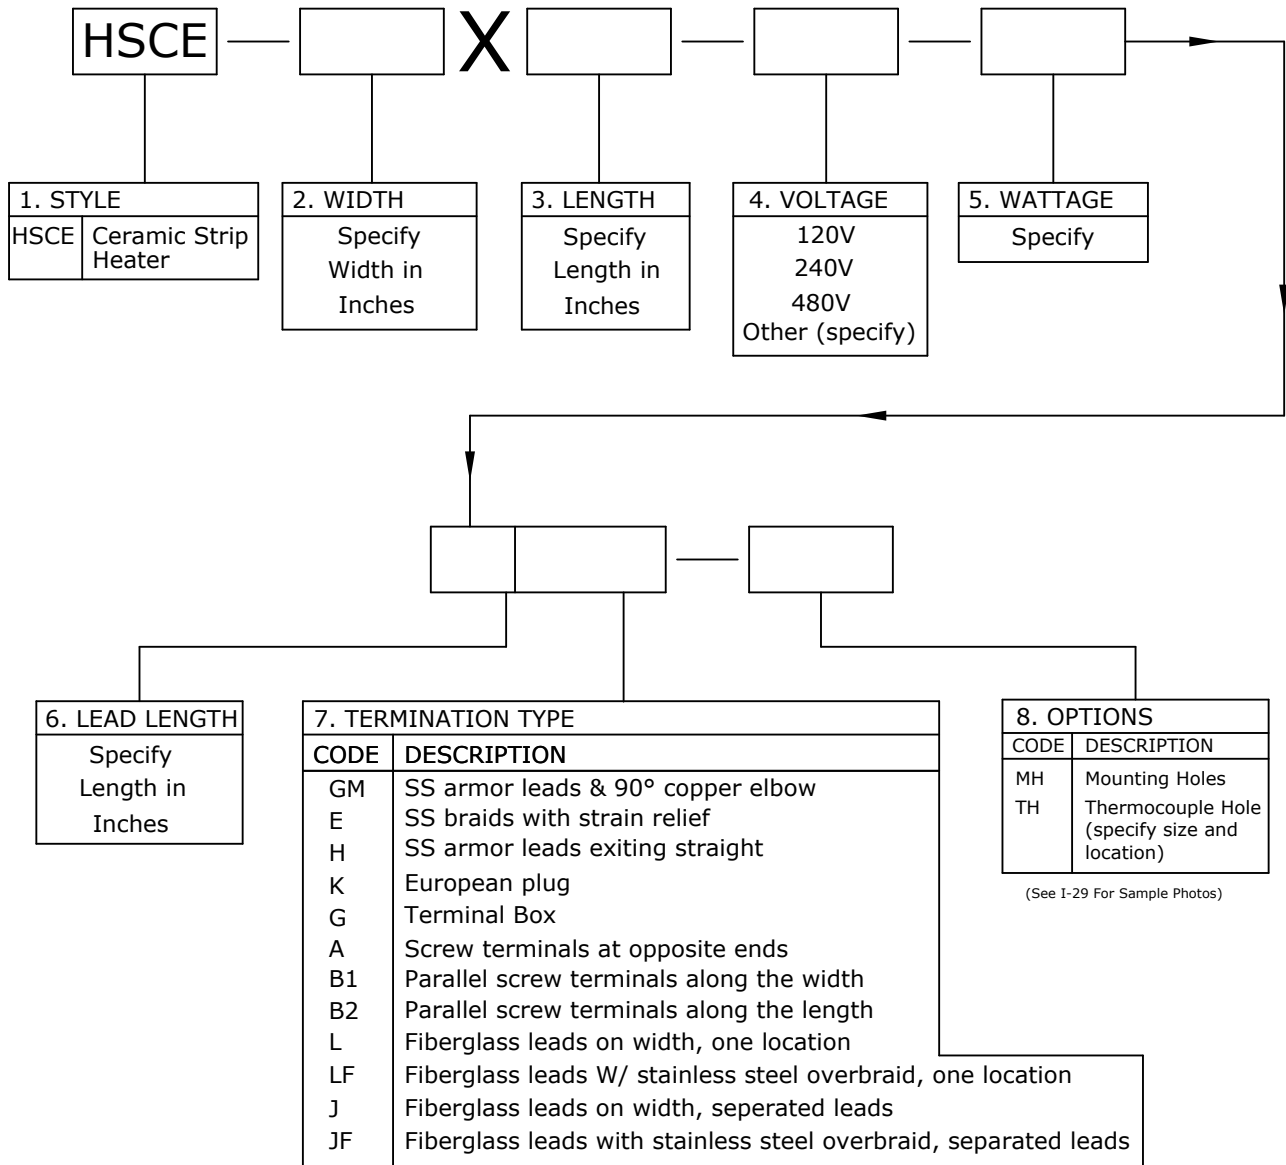 HSCE — X — —
1. STYLE
HSCE Ceramic Strip
Heater
2. WIDTH
Specify
Width in
Inches
3. LENGTH
Specify
Length in
Inches
4. VOLTAGE
120V
240V
480V
Other (specify)
5. WATTAGE
Specify
6. LEAD LENGTH
Specify
Length in
Inches
7. TERMINATION TYPE
CODE DESCRIPTION
GM SS armor leads & 90° copper elbow
E SS braids with strain relief
H SS armor leads exiting straight
K European plug
G Terminal Box
A Screw terminals at opposite ends
B1 Parallel screw terminals along the width
B2 Parallel screw terminals along the length
L Fiberglass leads on width, one location
LF Fiberglass leads W/ stainless steel overbraid, one location
J Fiberglass leads on width, seperated leads
JF Fiberglass leads with stainless steel overbraid, separated leads
8. OPTIONS
CODE DESCRIPTION
MH Mounting Holes
TH Thermocouple Hole
(specify size and
location)
(See I-29 For Sample Photos)